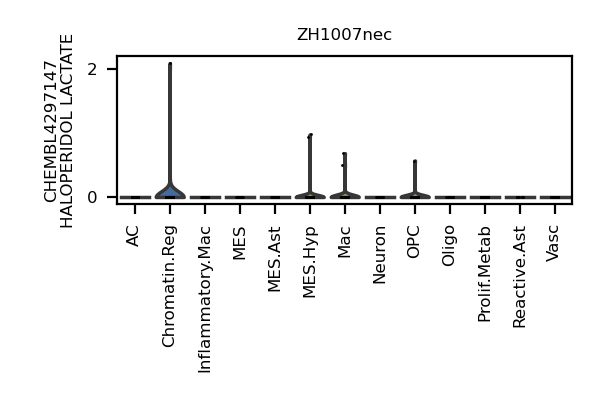 ZH1007nec
CHEMBL4297147
HALOPERIDOL LACTATE
2
0
AC
Chromatin.Reg
Inflammatory.Mac
MES
MES.Ast
MES.Hyp
Mac
Neuron
OPC
Oligo
Prolif.Metab
Reactive.Ast
Vasc